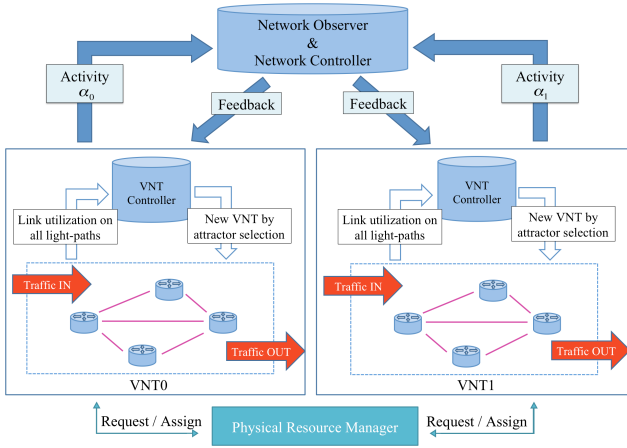 Network Observer
&
Network Controller
Activity
α0
Feedback
Feedback
Activity
α1
VNT
Controller
Link utilization on
all light-paths
New VNT by
attractor selection
Traffic IN
Traffic OUT
VNT0
VNT
Controller
Link utilization on
all light-paths
New VNT by
attractor selection
Traffic IN
Traffic OUT
VNT1
Request / Assign
Physical Resource Manager
Request / Assign